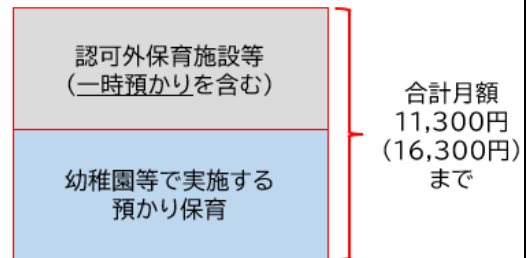 認可外保育施設等
(一時預かりを含む)
幼稚園等で実施する
預かり保育
合計月額
11,300円
(16,300円)
まで